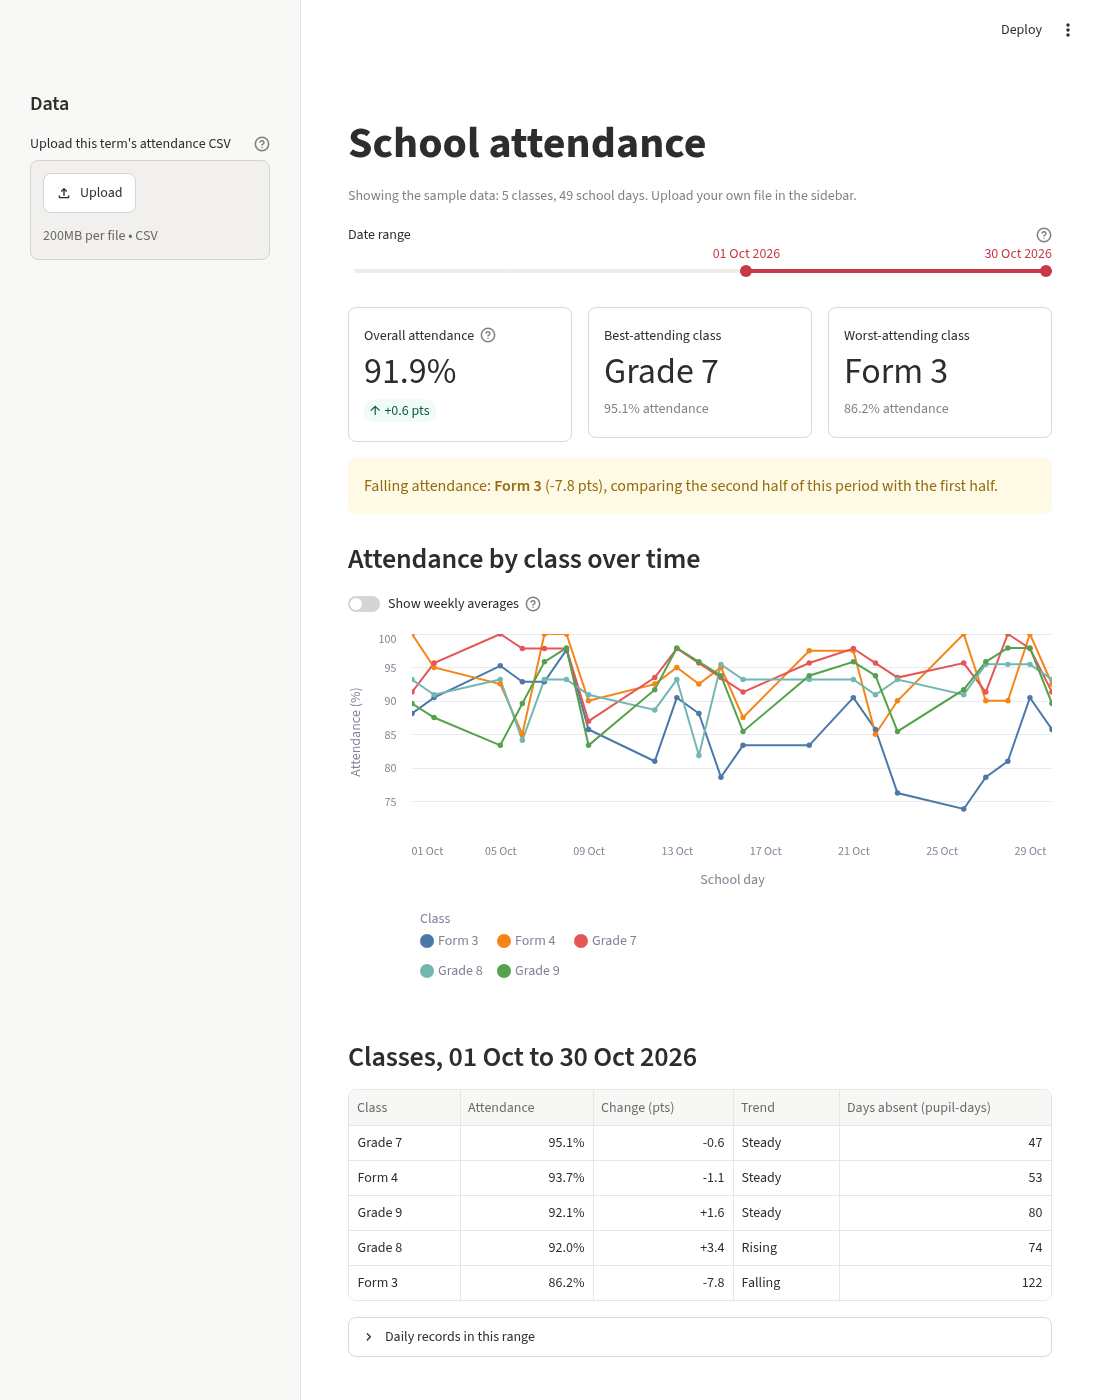 Deploy
Data
Upload this term's attendance CSV
Upload
200MB per file • CSV
School attendance
Showing the sample data: 5 classes, 49 school days. Upload your own file in the sidebar.
Date range
01 Oct 2026 30 Oct 2026
Overall attendance
91.9%
↑ +0.6 pts
Best-attending class
Grade 7
95.1% attendance
Worst-attending class
Form 3
86.2% attendance
Falling attendance: Form 3 (-7.8 pts), comparing the second half of this period with the first half.
Attendance by class over time
Show weekly averages
Attendance (%)
100
95
90
85
80
75
01 Oct 05 Oct 09 Oct 13 Oct 17 Oct 21 Oct 25 Oct 29 Oct
School day
Class
Form 3 Form 4 Grade 7
Grade 8 Grade 9
Classes, 01 Oct to 30 Oct 2026
Class Attendance Change (pts) Trend Days absent (pupil-days)
Grade 7 95.1% -0.6 Steady 47
Form 4 93.7% -1.1 Steady 53
Grade 9 92.1% +1.6 Steady 80
Grade 8 92.0% +3.4 Rising 74
Form 3 86.2% -7.8 Falling 122
Daily records in this range